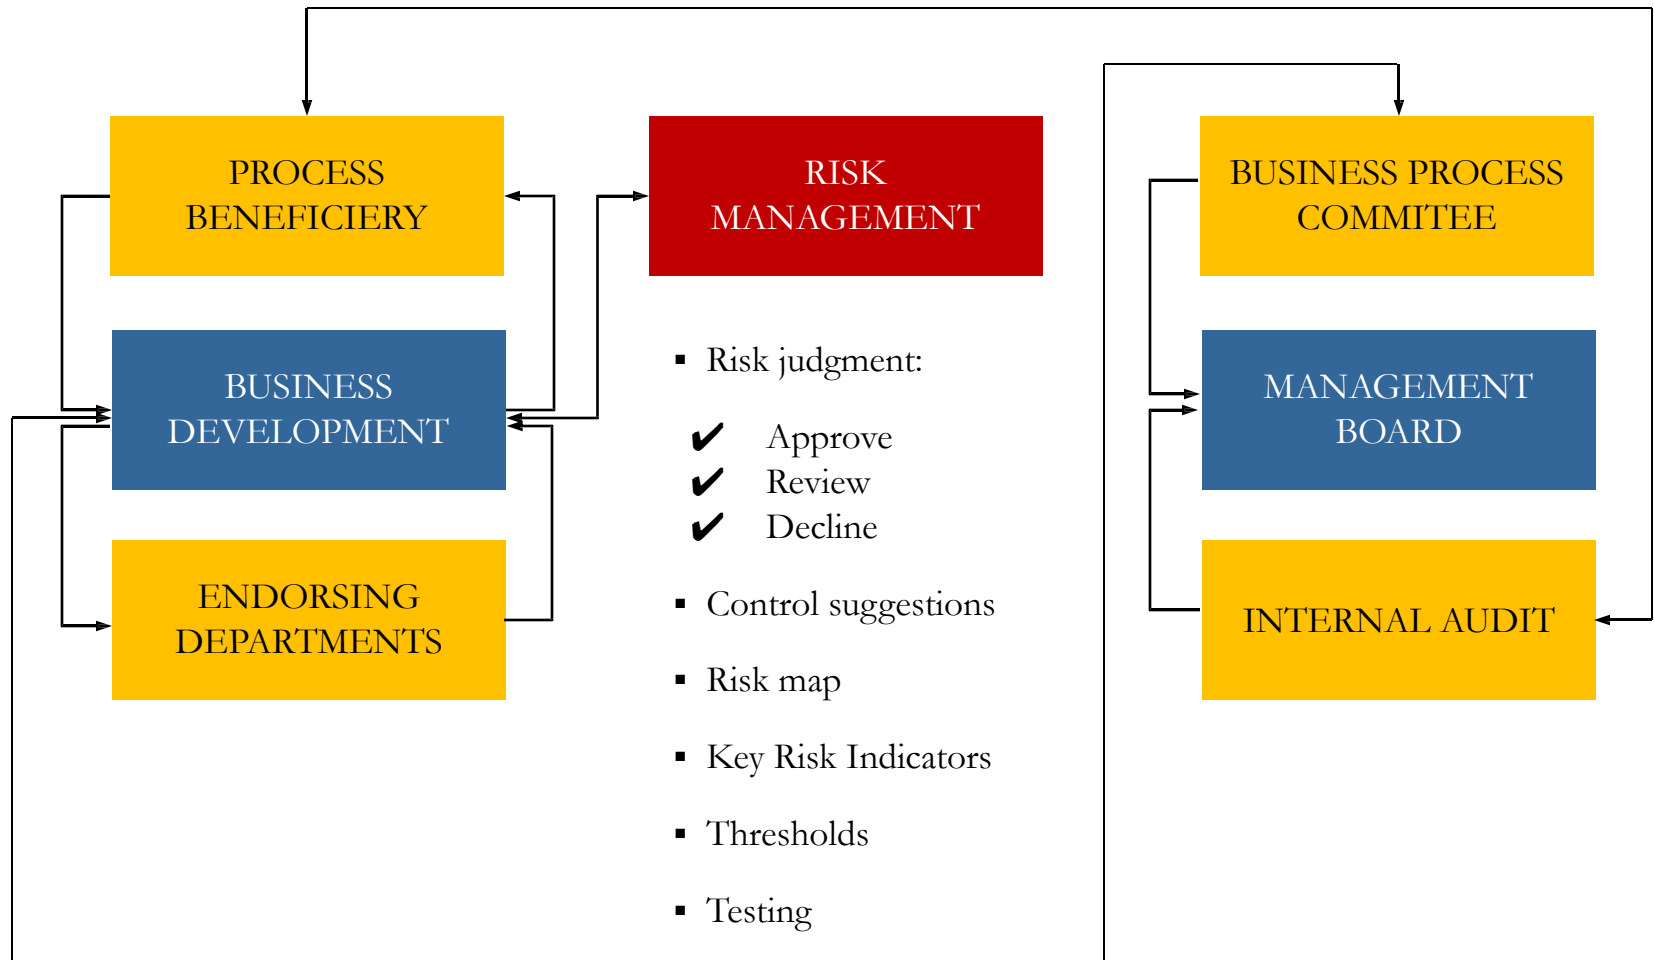 PROCESS
BENEFICIERY
RISK
MANAGEMENT
BUSINESS PROCESS
COMMITEE
BUSINESS
DEVELOPMENT
▪ Risk judgment:
✔ Approve
✔ Review
✔ Decline
MANAGEMENT
BOARD
ENDORSING
DEPARTMENTS
▪ Control suggestions
▪ Risk map
▪ Key Risk Indicators
▪ Thresholds
▪ Testing
INTERNAL AUDIT